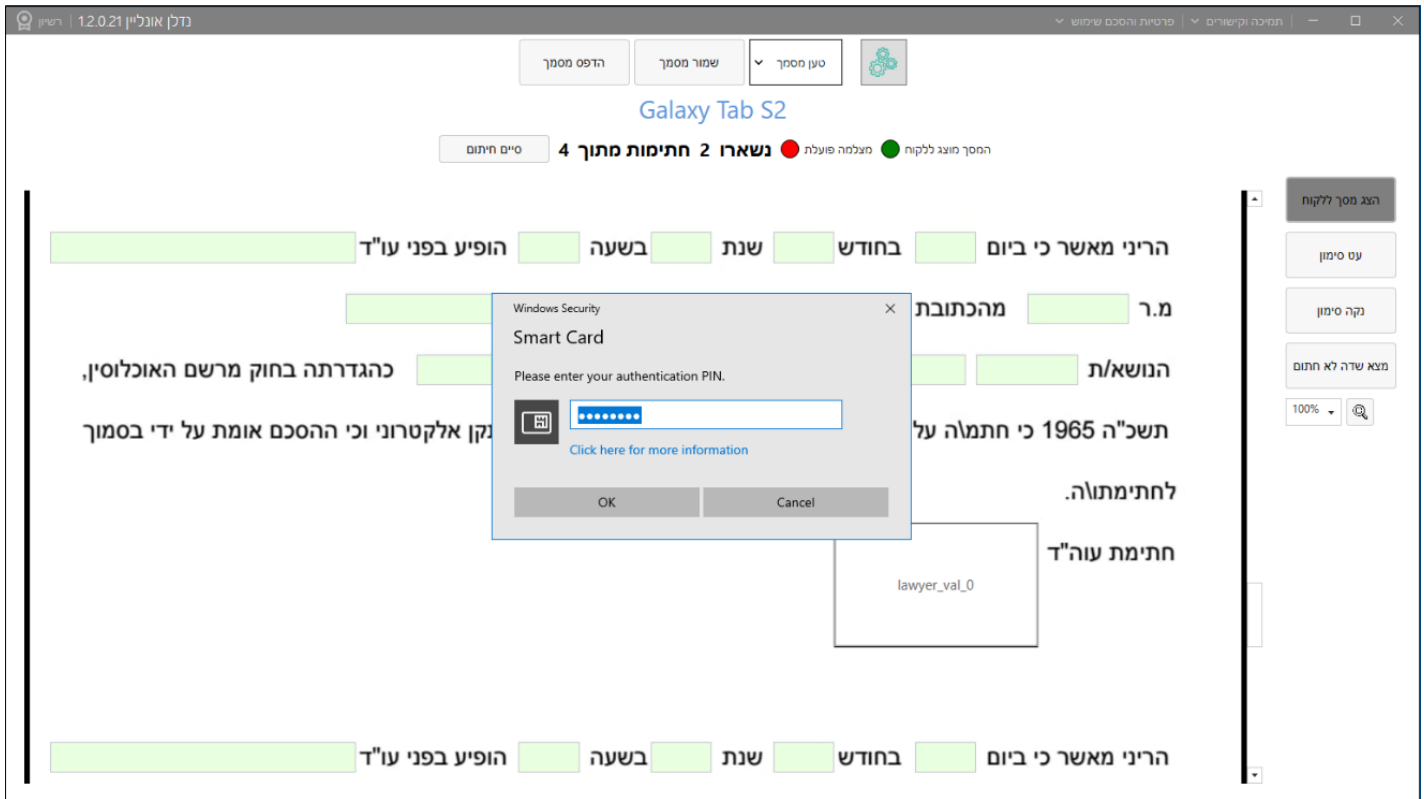 נדלן אונליין 1.2.0.21 | רשיון
תמיכה וקישורים | פרטיות והסכם שימוש
טען מסמך
שמור מסמך
הדפס מסמך
Galaxy Tab S2
המסך מוצג ללקוח
מצלמה פועלת
נשארו 2 חתימות מתוך 4
סיים חיתום
הצג מסך ללקוח
עט סימון
נקה סימון
מצא שדה לא חתום
100%
הריני מאשר כי ביום בחודש שנת בשעה הופיע בפני עו"ד
מ.ר מהכתובת
הנושא/ת כהגדרתה בחוק מרשם האוכלוסין,
תשכ"ה 1965 כי חתמ\ה על תקן אלקטרוני וכי ההסכם אומת על ידי בסמוך
לחתימתו\ה.
חתימת עוה"ד
lawyer_val_0
הריני מאשר כי ביום בחודש שנת בשעה הופיע בפני עו"ד
Windows Security
Smart Card
Please enter your authentication PIN.
Click here for more information
OK
Cancel